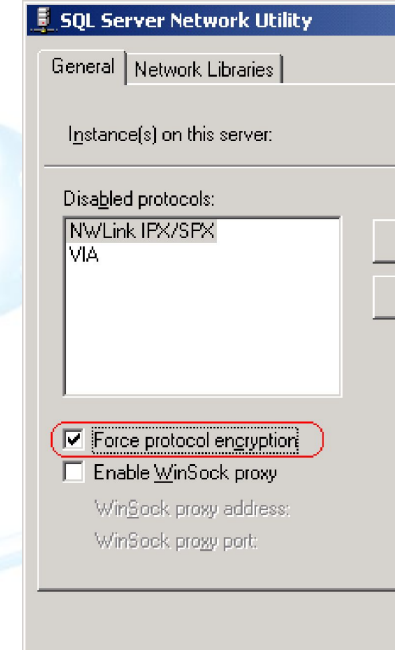 SQL Server Network Utility
General Network Libraries
Instance(s) on this server:
Disabled protocols:
NWLink IPX/SPX
VIA
Force protocol encryption
Enable WinSock proxy
WinSock proxy address:
WinSock proxy port: